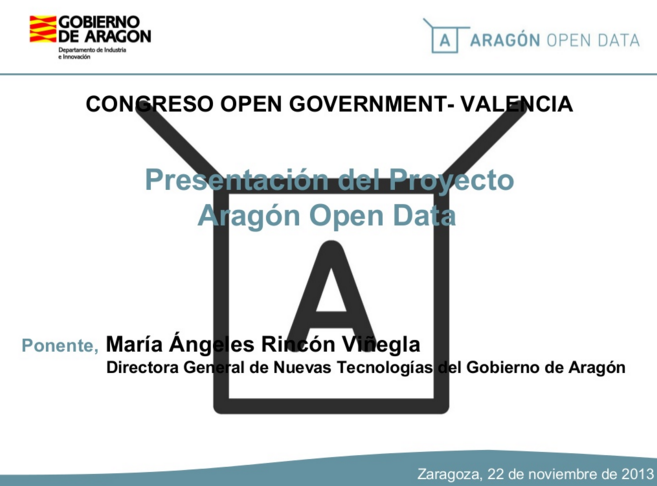 GOBIERNO
DE ARAGON
Departamento de Industria
e Innovación
A ARAGÓN OPEN DATA
CONGRESO OPEN GOVERNMENT- VALENCIA
Presentación del Proyecto
Aragón Open Data
A
Ponente, María Ángeles Rincón Viñegla
Directora General de Nuevas Tecnologías del Gobierno de Aragón
Zaragoza, 22 de noviembre de 2013